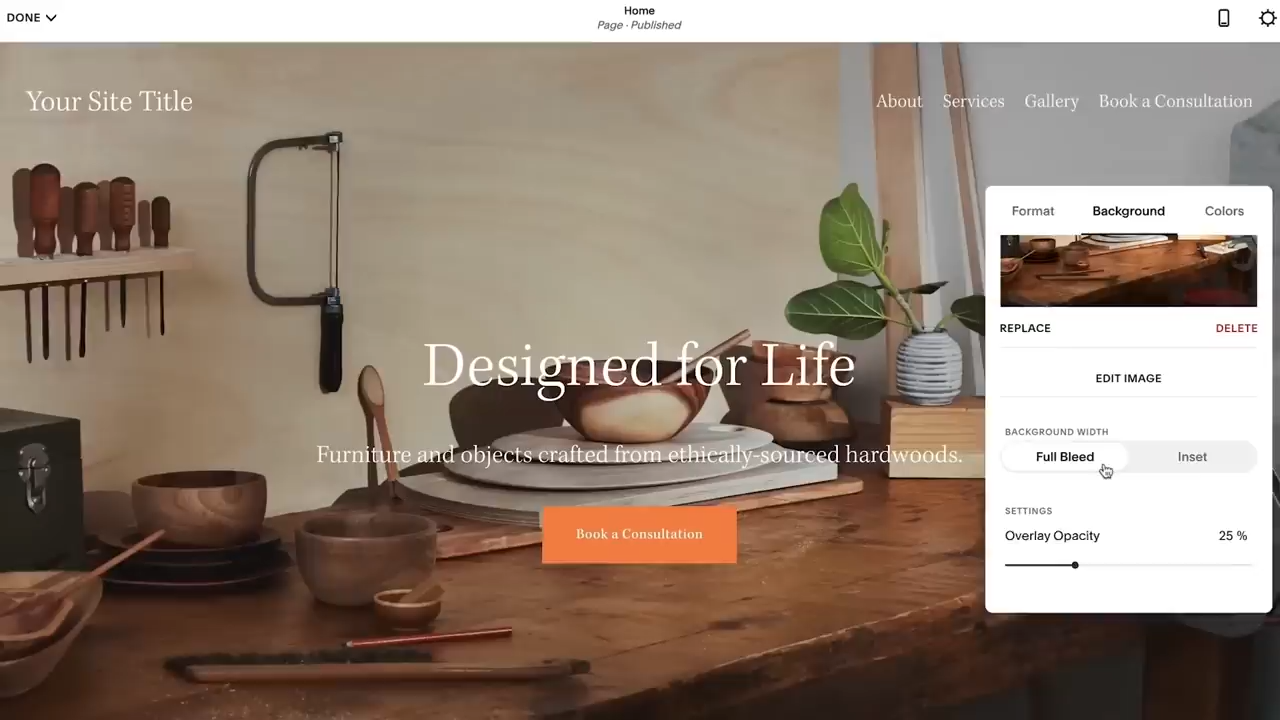 DONE
Home
Page · Published
Your Site Title
About Services Gallery Book a Consultation
Format Background Colors
REPLACE DELETE
EDIT IMAGE
BACKGROUND WIDTH
Full Bleed Inset
SETTINGS
Overlay Opacity 25 %
Designed for Life
Furniture and objects crafted from ethically-sourced hardwoods.
Book a Consultation